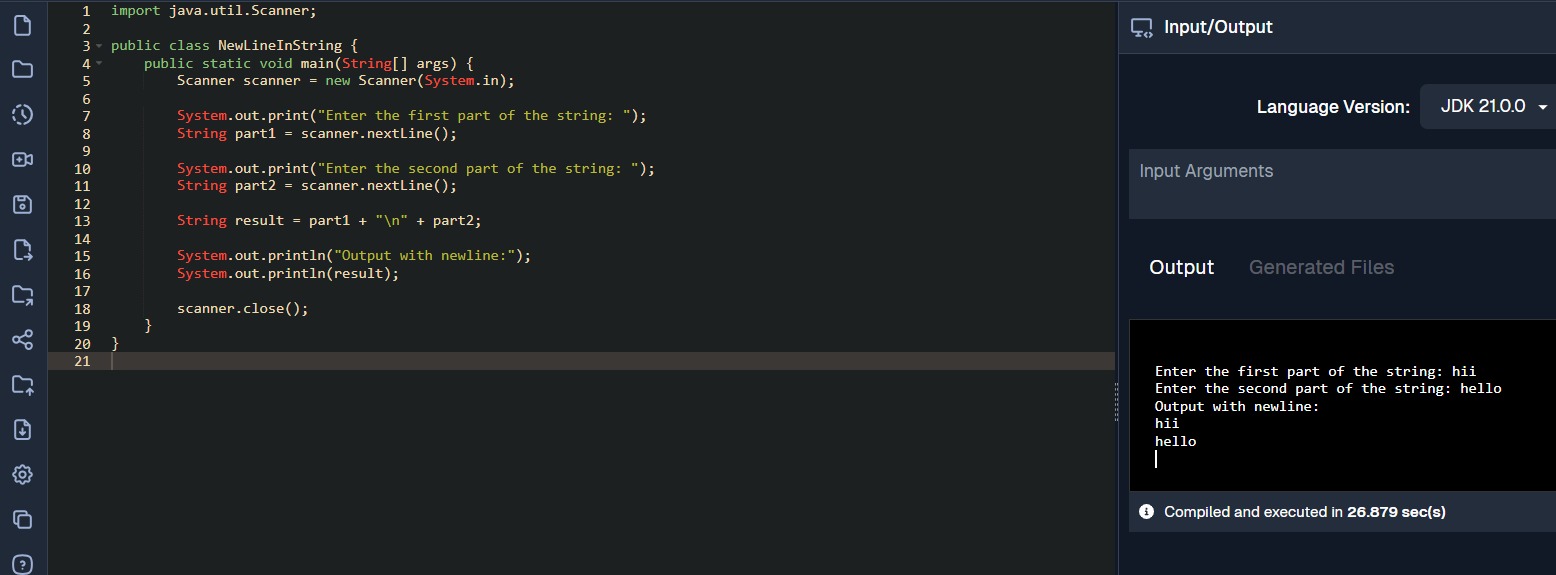 1 import java.util.Scanner;
2
3 public class NewLineInString {
4     public static void main(String[] args) {
5         Scanner scanner = new Scanner(System.in);
6
7         System.out.print("Enter the first part of the string: ");
8         String part1 = scanner.nextLine();
9
10         System.out.print("Enter the second part of the string: ");
11         String part2 = scanner.nextLine();
12
13         String result = part1 + "\n" + part2;
14
15         System.out.println("Output with newline:");
16         System.out.println(result);
17
18         scanner.close();
19     }
20 }
21
Input/Output
Language Version: JDK 21.0.0
Input Arguments
Output Generated Files
Enter the first part of the string: hii
Enter the second part of the string: hello
Output with newline:
hii
hello
Compiled and executed in 26.879 sec(s)